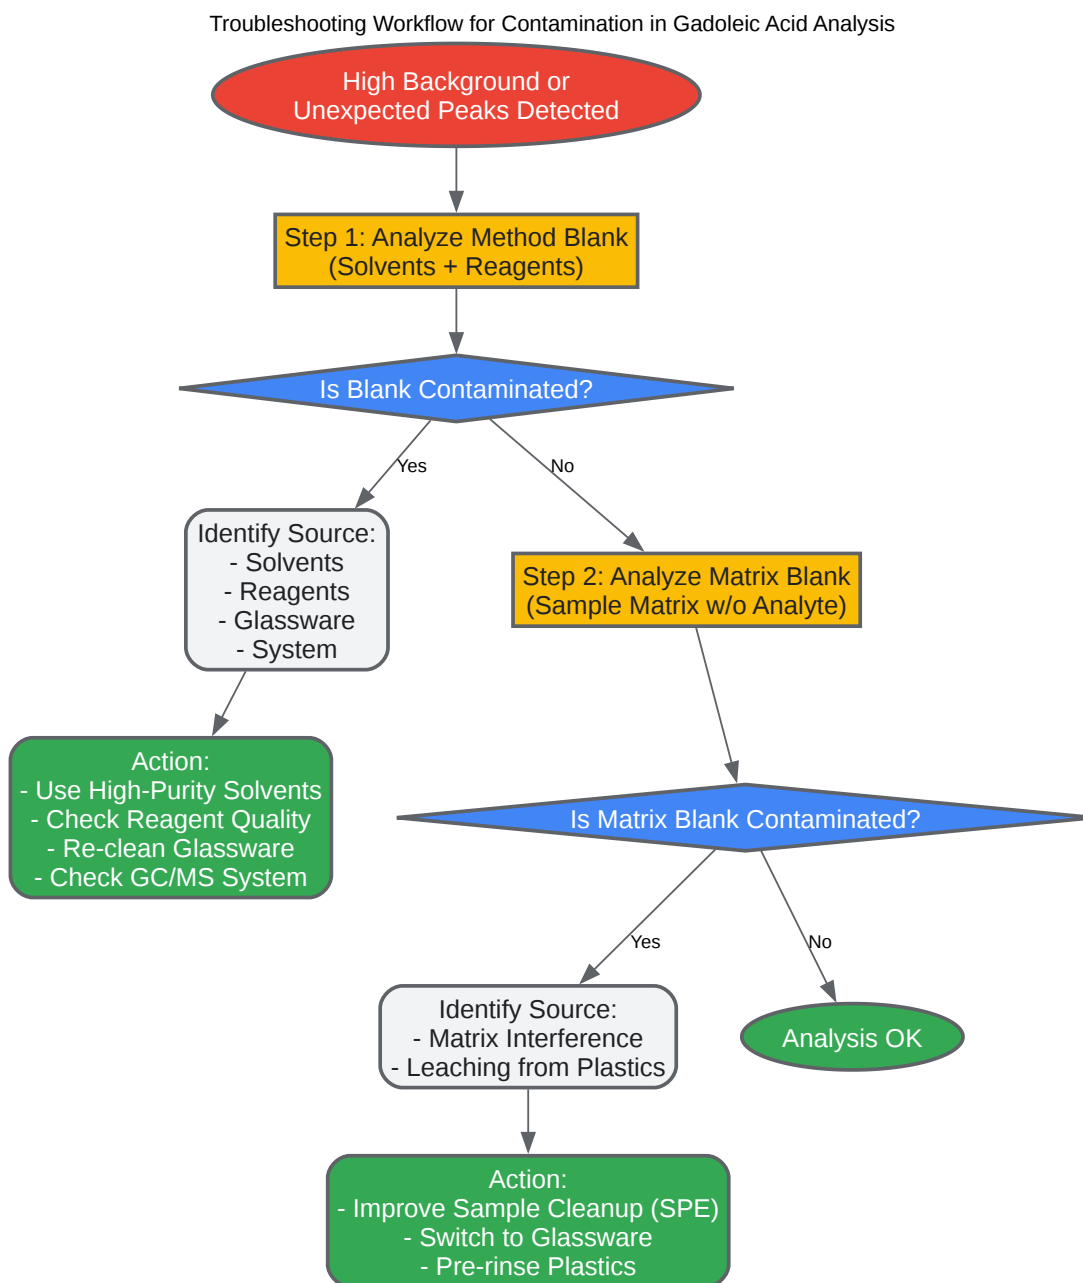 Troubleshooting Workflow for Contamination in Gadoleic Acid Analysis
High Background or
Unexpected Peaks Detected
Step 1: Analyze Method Blank
(Solvents + Reagents)
Is Blank Contaminated?
Yes
No
Identify Source:
- Solvents
- Reagents
- Glassware
- System
Step 2: Analyze Matrix Blank
(Sample Matrix w/o Analyte)
Action:
- Use High-Purity Solvents
- Check Reagent Quality
- Re-clean Glassware
- Check GC/MS System
Is Matrix Blank Contaminated?
Yes
No
Identify Source:
- Matrix Interference
- Leaching from Plastics
Analysis OK
Action:
- Improve Sample Cleanup (SPE)
- Switch to Glassware
- Pre-rinse Plastics